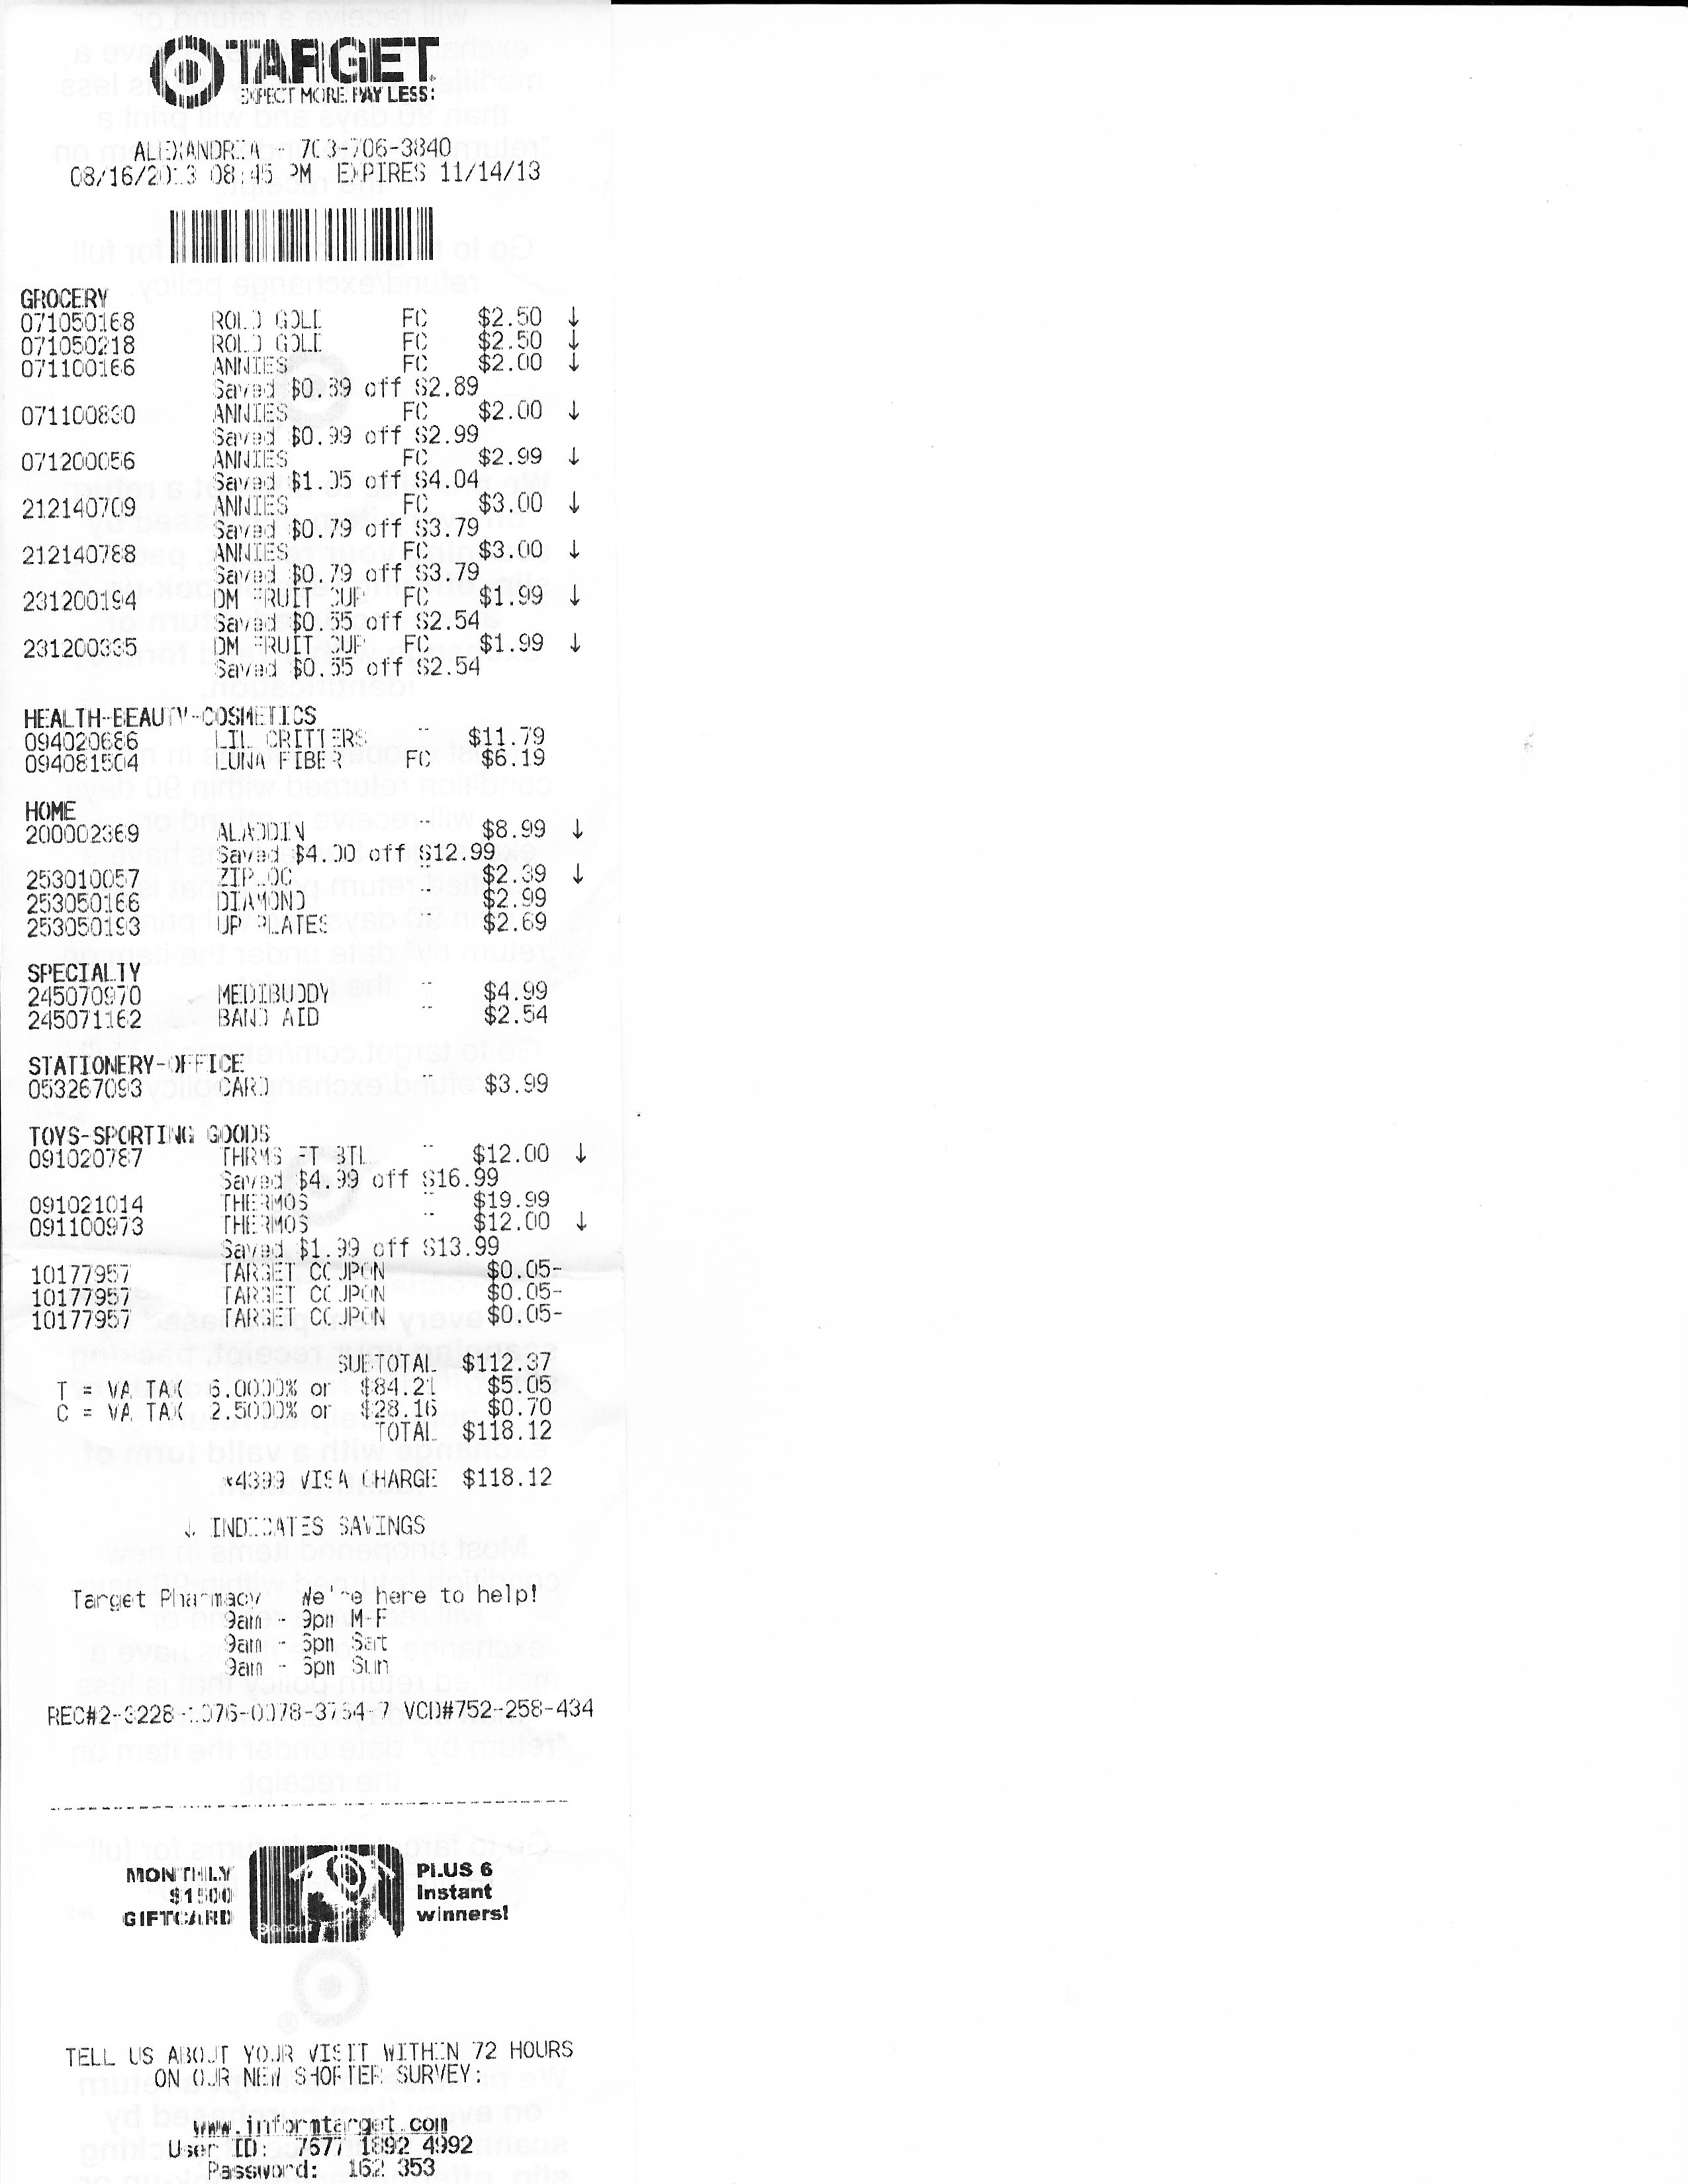 TARGET
EXPECT MORE. PAY LESS.
ALEXANDRIA - 703-706-3840
08/16/2013 08:45 PM EXPIRES 11/14/13
GROCERY
071050168 ROLD GOLD FC $2.50 ↓
071050218 ROLD GOLD FC $2.50 ↓
071100166 ANNIES FC $2.00 ↓
Saved $0.89 off $2.89
071100830 ANNIES FC $2.00 ↓
Saved $0.99 off $2.99
071200056 ANNIES FC $2.99 ↓
Saved $1.05 off $4.04
212140709 ANNIES FC $3.00 ↓
Saved $0.79 off $3.79
212140788 ANNIES FC $3.00 ↓
Saved $0.79 off $3.79
231200194 DM FRUIT CUP FC $1.99 ↓
Saved $0.55 off $2.54
231200335 DM FRUIT CUP FC $1.99 ↓
Saved $0.55 off $2.54
HEALTH-BEAUTY-COSMETICS
094020686 LIL CRITTERS T $11.79
094081504 LUNA FIBER FC $6.19
HOME
200002369 ALADDIN T $8.99 ↓
Saved $4.00 off $12.99
253010057 ZIPLOC T $2.39 ↓
253050166 DIAMOND T $2.99
253050193 UP PLATES T $2.69
SPECIALTY
245070970 MEDIBUDDY T $4.99
245071162 BAND AID T $2.54
STATIONERY-OFFICE
053267093 CARD T $3.99
TOYS-SPORTING GOODS
091020787 THRMS FT BTL T $12.00 ↓
Saved $4.99 off $16.99
091021014 THERMOS T $19.99
091100973 THERMOS T $12.00 ↓
Saved $1.99 off $13.99
10177957 TARGET COUPON $0.05-
10177957 TARGET COUPON $0.05-
10177957 TARGET COUPON $0.05-
SUBTOTAL $112.37
T = VA TAX 6.0000% on $84.21 $5.05
C = VA TAX 2.5000% on $28.16 $0.70
TOTAL $118.12
*4399 VISA CHARGE $118.12
↓ INDICATES SAVINGS
Target Pharmacy We're here to help!
9am - 9pm M-F
9am - Sat
9am - Sun
VCD#752-258-434
MONTHLY
$1500
GIFTCARD
PLUS 6
Instant
winners!
TELL US ABOUT YOUR VISIT WITHIN 72 HOURS
ON OUR NEW SHORTER SURVEY:
www.informtarget.com
User ID: 7677 1892 4992
Password: 162 353